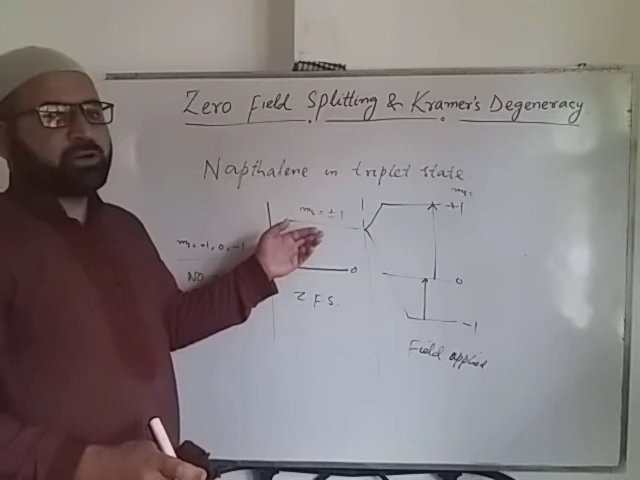 Zero Field Splitting & Kramer's Degeneracy
Napthalene in triplet state
ms =
ms = ±1
+1
ms = +1, 0, -1
NO
0
0
Z F S.
-1
Field applied